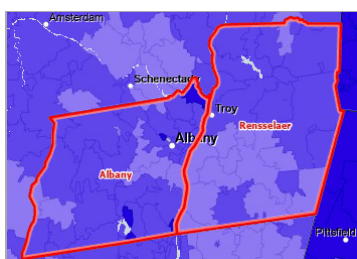 Amsterdam
Schenectady
Troy
Rensselaer
Albany
Albany
Pittsfield